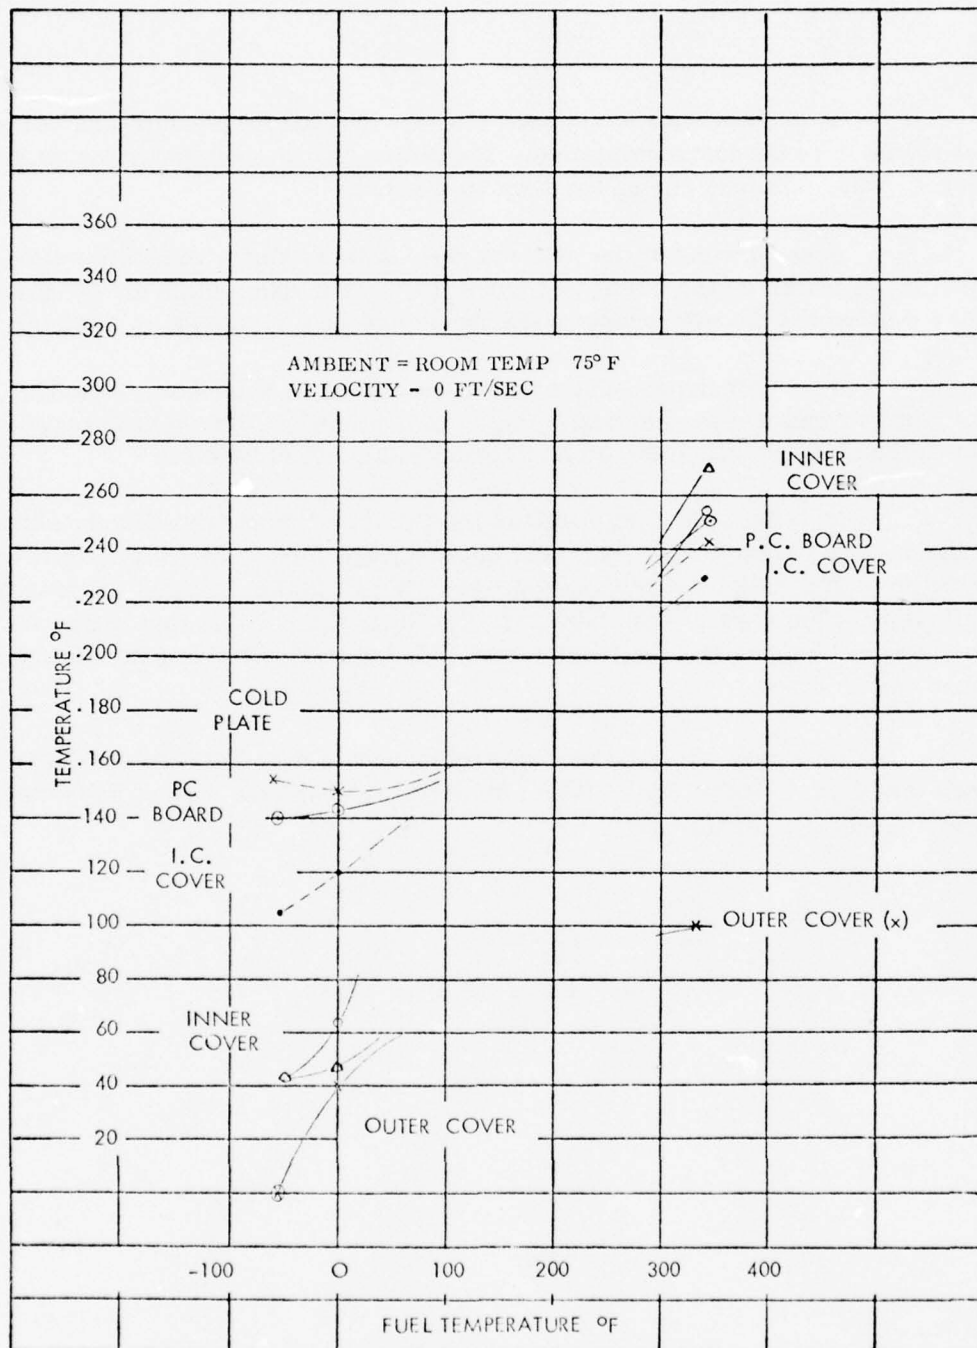 360
340
320
AMBIENT = ROOM TEMP 75° F
VELOCITY - 0 FT/SEC
300
280
INNER
COVER
260
240
P.C. BOARD
I.C. COVER
.220
TEMPERATURE °F
.200
COLD
PLATE
.180
.160
PC
BOARD
140
I.C.
COVER
120
100
OUTER COVER (x)
80
INNER
COVER
60
40
OUTER COVER
20
-100 0 100 200 300 400
FUEL TEMPERATURE °F